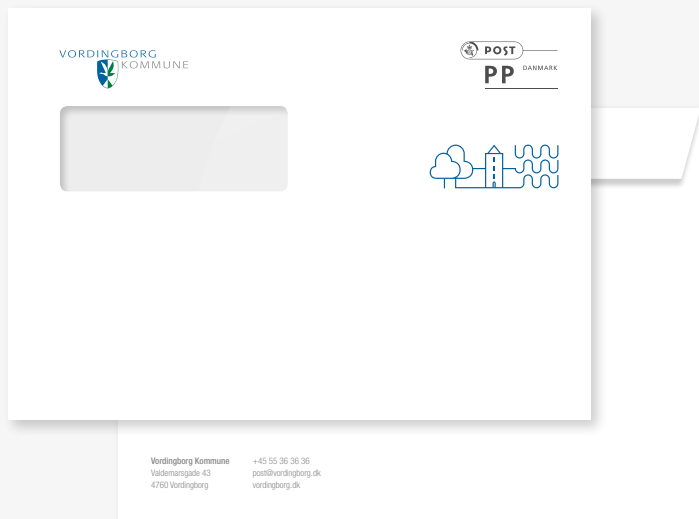 VORDINGBORG
KOMMUNE
POST
PP DANMARK
Vordingborg Kommune
Valdemarsgade 43
4760 Vordingborg
+45 55 36 36 36
post@vordingborg.dk
vordingborg.dk